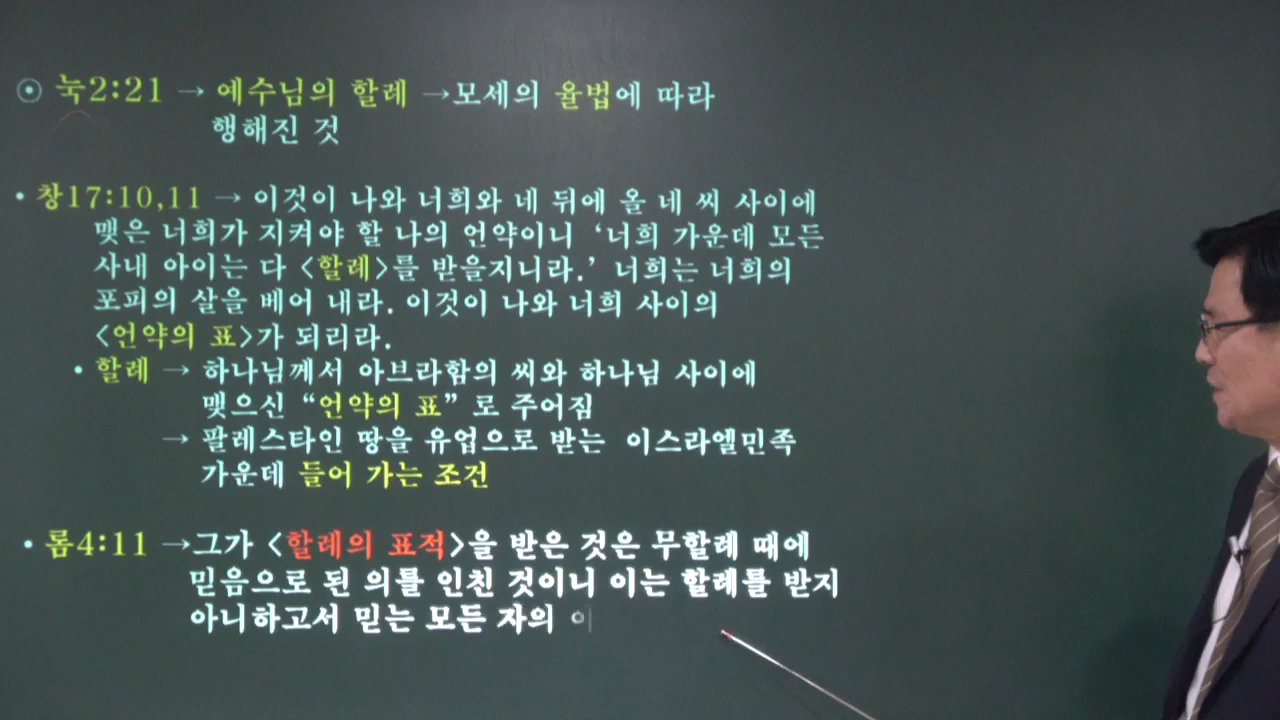 ⊙ 눅2:21 → 예수님의 할례 →모세의 율법에 따라
행해진 것
• 창17:10,11 → 이것이 나와 너희와 네 뒤에 올 네 씨 사이에
맺은 너희가 지켜야 할 나의 언약이니 ‘너희 가운데 모든
사내 아이는 다 <할례>를 받을지니라.’ 너희는 너희의
포피의 살을 베어 내라. 이것이 나와 너희 사이의
<언약의 표>가 되리라.
• 할례 → 하나님께서 아브라함의 씨와 하나님 사이에
맺으신 “언약의 표” 로 주어짐
→ 팔레스타인 땅을 유업으로 받는 이스라엘민족
가운데 들어 가는 조건
• 롬4:11 →그가 <할례의 표적>을 받은 것은 무할례 때에
믿음으로 된 의를 인친 것이니 이는 할례를 받지
아니하고서 믿는 모든 자의